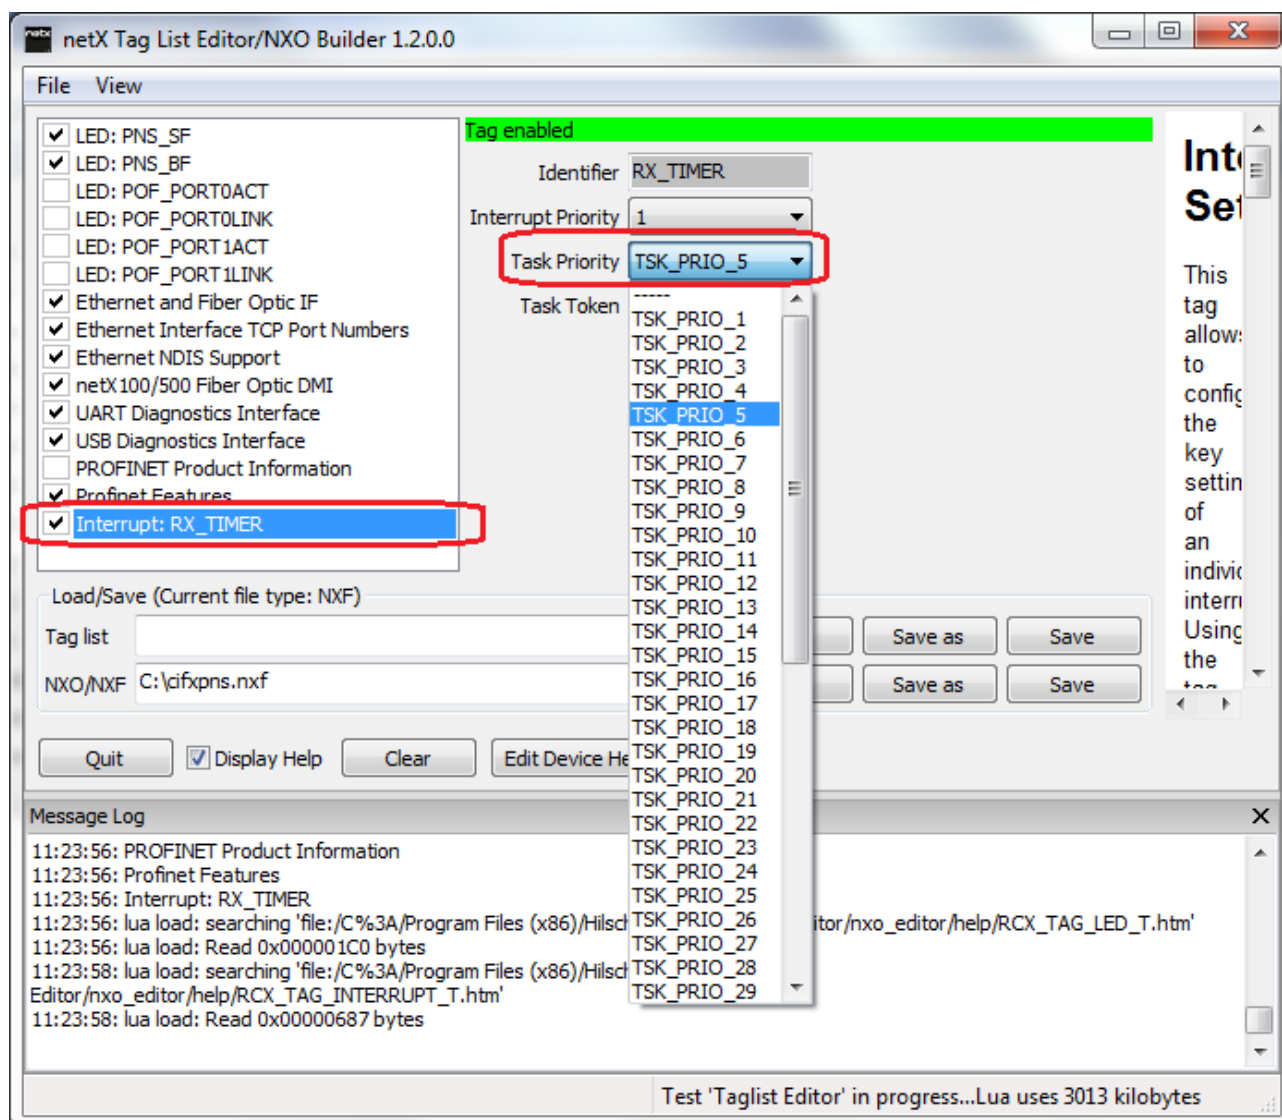 netX Tag List Editor/NXO Builder 1.2.0.0
File View
LED: PNS_SF
LED: PNS_BF
LED: POF_PORT0ACT
LED: POF_PORT0LINK
LED: POF_PORT1ACT
LED: POF_PORT1LINK
Ethernet and Fiber Optic IF
Ethernet Interface TCP Port Numbers
Ethernet NDIS Support
netX100/500 Fiber Optic DMI
UART Diagnostics Interface
USB Diagnostics Interface
PROFINET Product Information
Profinet Features
Interrupt: RX_TIMER
Tag enabled
Identifier RX_TIMER
Interrupt Priority 1
Task Priority TSK_PRIO_5
Task Token
-----
TSK_PRIO_1
TSK_PRIO_2
TSK_PRIO_3
TSK_PRIO_4
TSK_PRIO_5
TSK_PRIO_6
TSK_PRIO_7
TSK_PRIO_8
TSK_PRIO_9
TSK_PRIO_10
TSK_PRIO_11
TSK_PRIO_12
TSK_PRIO_13
TSK_PRIO_14
TSK_PRIO_15
TSK_PRIO_16
TSK_PRIO_17
TSK_PRIO_18
TSK_PRIO_19
TSK_PRIO_20
TSK_PRIO_21
TSK_PRIO_22
TSK_PRIO_23
TSK_PRIO_24
TSK_PRIO_25
TSK_PRIO_26
TSK_PRIO_27
TSK_PRIO_28
TSK_PRIO_29
Inte
Set
This
tag
allows
to
config
the
key
settin
of
an
individ
interru
Using
the
tag
Load/Save (Current file type: NXF)
Tag list Save as Save
NXO/NXF C:\cifxpns.nxf Save as Save
Quit Display Help Clear Edit Device He
Message Log
11:23:56: PROFINET Product Information
11:23:56: Profinet Features
11:23:56: Interrupt: RX_TIMER
11:23:56: lua load: searching 'file:/C%3A/Program Files (x86)/Hilsch itor/nxo_editor/help/RCX_TAG_LED_T.htm'
11:23:56: lua load: Read 0x000001C0 bytes
11:23:58: lua load: searching 'file:/C%3A/Program Files (x86)/Hilsch
Editor/nxo_editor/help/RCX_TAG_INTERRUPT_T.htm'
11:23:58: lua load: Read 0x00000687 bytes
Test 'Taglist Editor' in progress...Lua uses 3013 kilobytes